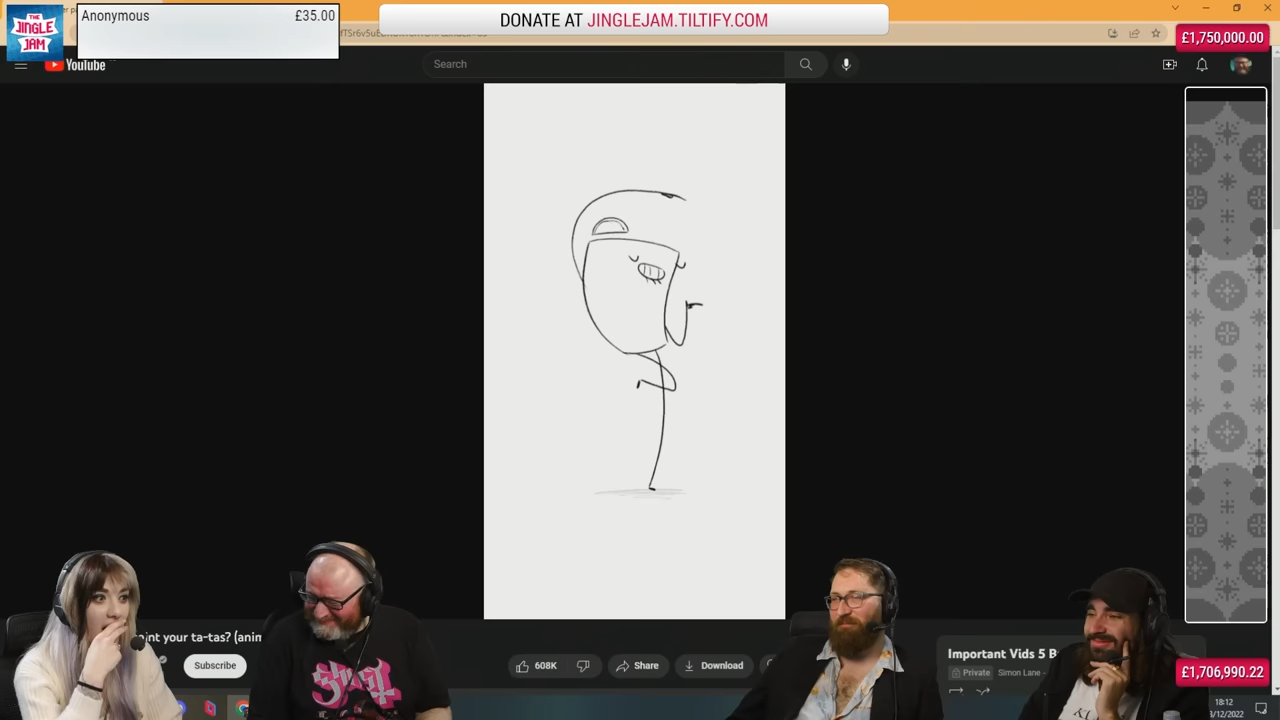 THE
JINGLE
JAM
Anonymous
£35.00
DONATE AT JINGLEJAM.TILTIFY.COM
£1,750,000.00
YouTube
Search
int your ta-tas? (anim
Subscribe
608K
Share
Download
Important Vids 5 B
Private
Simon Lane -
£1,706,990.22
18:12
/12/2022